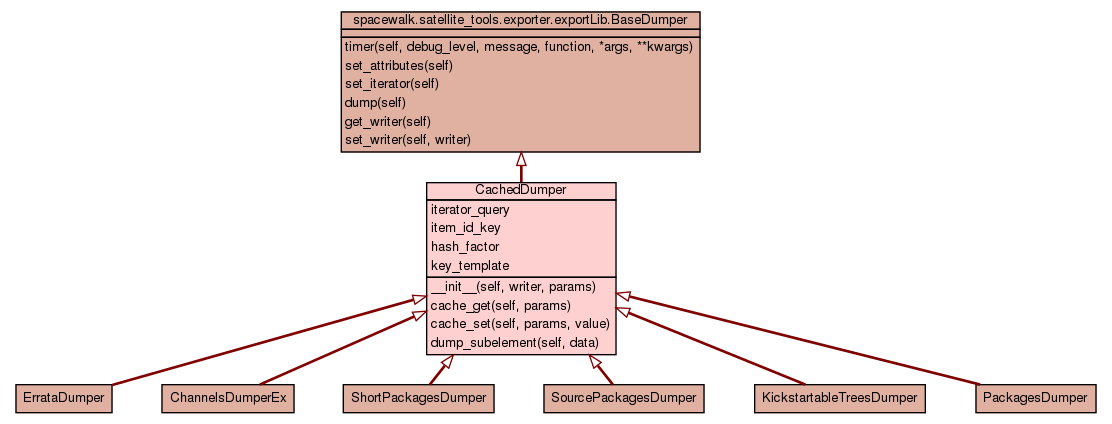 spacewalk.satellite_tools.exporter.exportLib.BaseDumper
timer(self, debug_level, message, function, *args, **kwargs)
set_attributes(self)
set_iterator(self)
dump(self)
get_writer(self)
set_writer(self, writer)
CachedDumper
iterator_query
item_id_key
hash_factor
key_template
__init__(self, writer, params)
cache_get(self, params)
cache_set(self, params, value)
dump_subelement(self, data)
ErrataDumper
ChannelsDumperEx
ShortPackagesDumper
SourcePackagesDumper
KickstartableTreesDumper
PackagesDumper